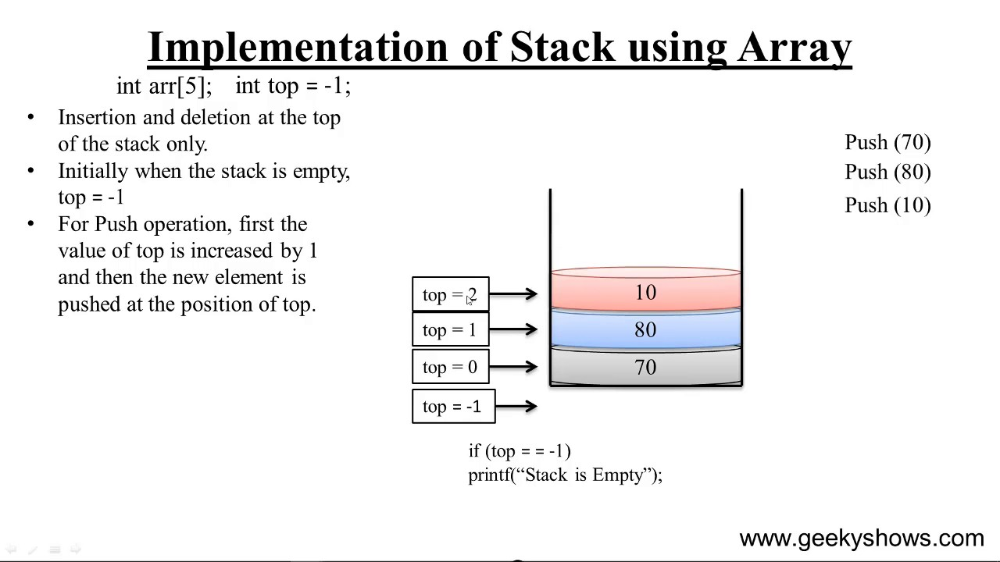 Implementation of Stack using Array
int arr[5]; int top = -1;
• Insertion and deletion at the top
of the stack only.
• Initially when the stack is empty,
top = -1
• For Push operation, first the
value of top is increased by 1
and then the new element is
pushed at the position of top.
Push (70)
Push (80)
Push (10)
top = 2
10
top = 1
80
top = 0
70
top = -1
if (top = = -1)
printf(“Stack is Empty”);
www.geekyshows.com